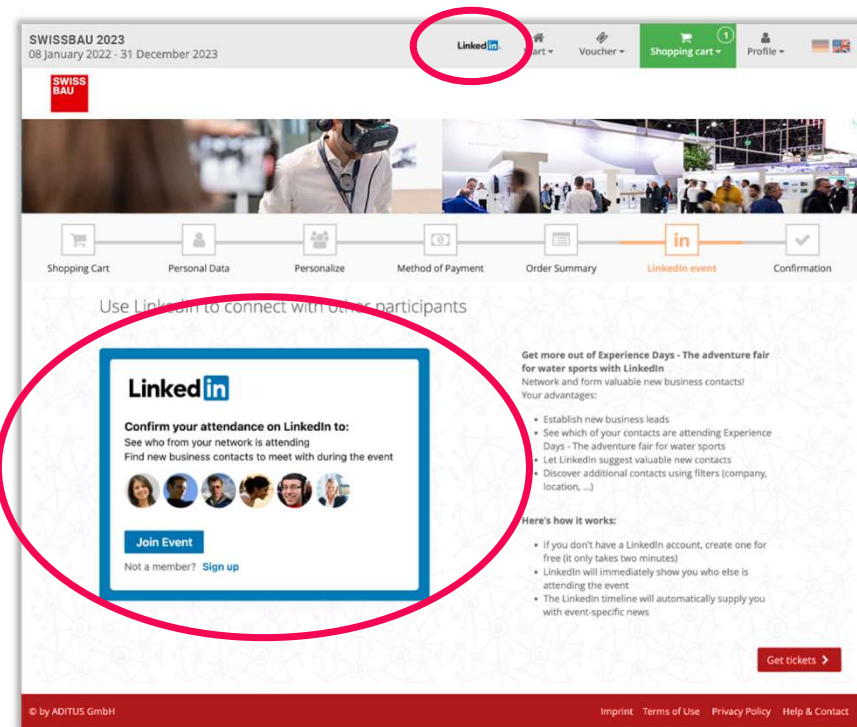 SWISSBAU 2023
08 January 2022 - 31 December 2023
LinkedIn
Start
Voucher
1
Shopping cart
Profile
SWISS
BAU
Shopping Cart
Personal Data
Personalize
Method of Payment
Order Summary
in
LinkedIn event
Confirmation
Use LinkedIn to connect with other participants
LinkedIn
Confirm your attendance on LinkedIn to:
See who from your network is attending
Find new business contacts to meet with during the event
Join Event
Not a member? Sign up
Get more out of Experience Days - The adventure fair
for water sports with LinkedIn
Network and form valuable new business contacts!
Your advantages:
• Establish new business leads
• See which of your contacts are attending Experience
Days - The adventure fair for water sports
• Let LinkedIn suggest valuable new contacts
• Discover additional contacts using filters (company,
location, ...)
Here's how it works:
• If you don't have a LinkedIn account, create one for
free (it only takes two minutes)
• LinkedIn will immediately show you who else is
attending the event
• The LinkedIn timeline will automatically supply you
with event-specific news
Get tickets
© by ADITUS GmbH
Imprint Terms of Use Privacy Policy Help & Contact